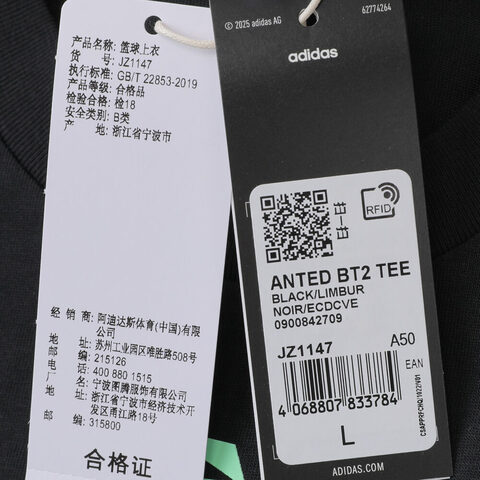 产品名称: 篮球上衣
货 号: JZ1147
执行标准: GB/T 22853-2019
产品等级: 合格品
检验合格: 检18
安全类别: B类
产 地: 浙江省宁波市
经 销 商: 阿迪达斯体育(中国)有限
公司
地 址: 苏州工业园区唯胜路508号
邮 编: 215126
电 话: 400 880 1515
厂 名: 宁波图腾服饰有限公司
地 址: 浙江省宁波市经济技术开
发区甬江路18号
邮 编: 315800
合格证
© 2025 adidas AG
62774264
adidas
RFID
ANTED BT2 TEE
BLACK/LIMBUR
NOIR/ECDCVE
0900842709
JZ1147
A50
EAN
4 068807 833784
L
ADIDAS.COM